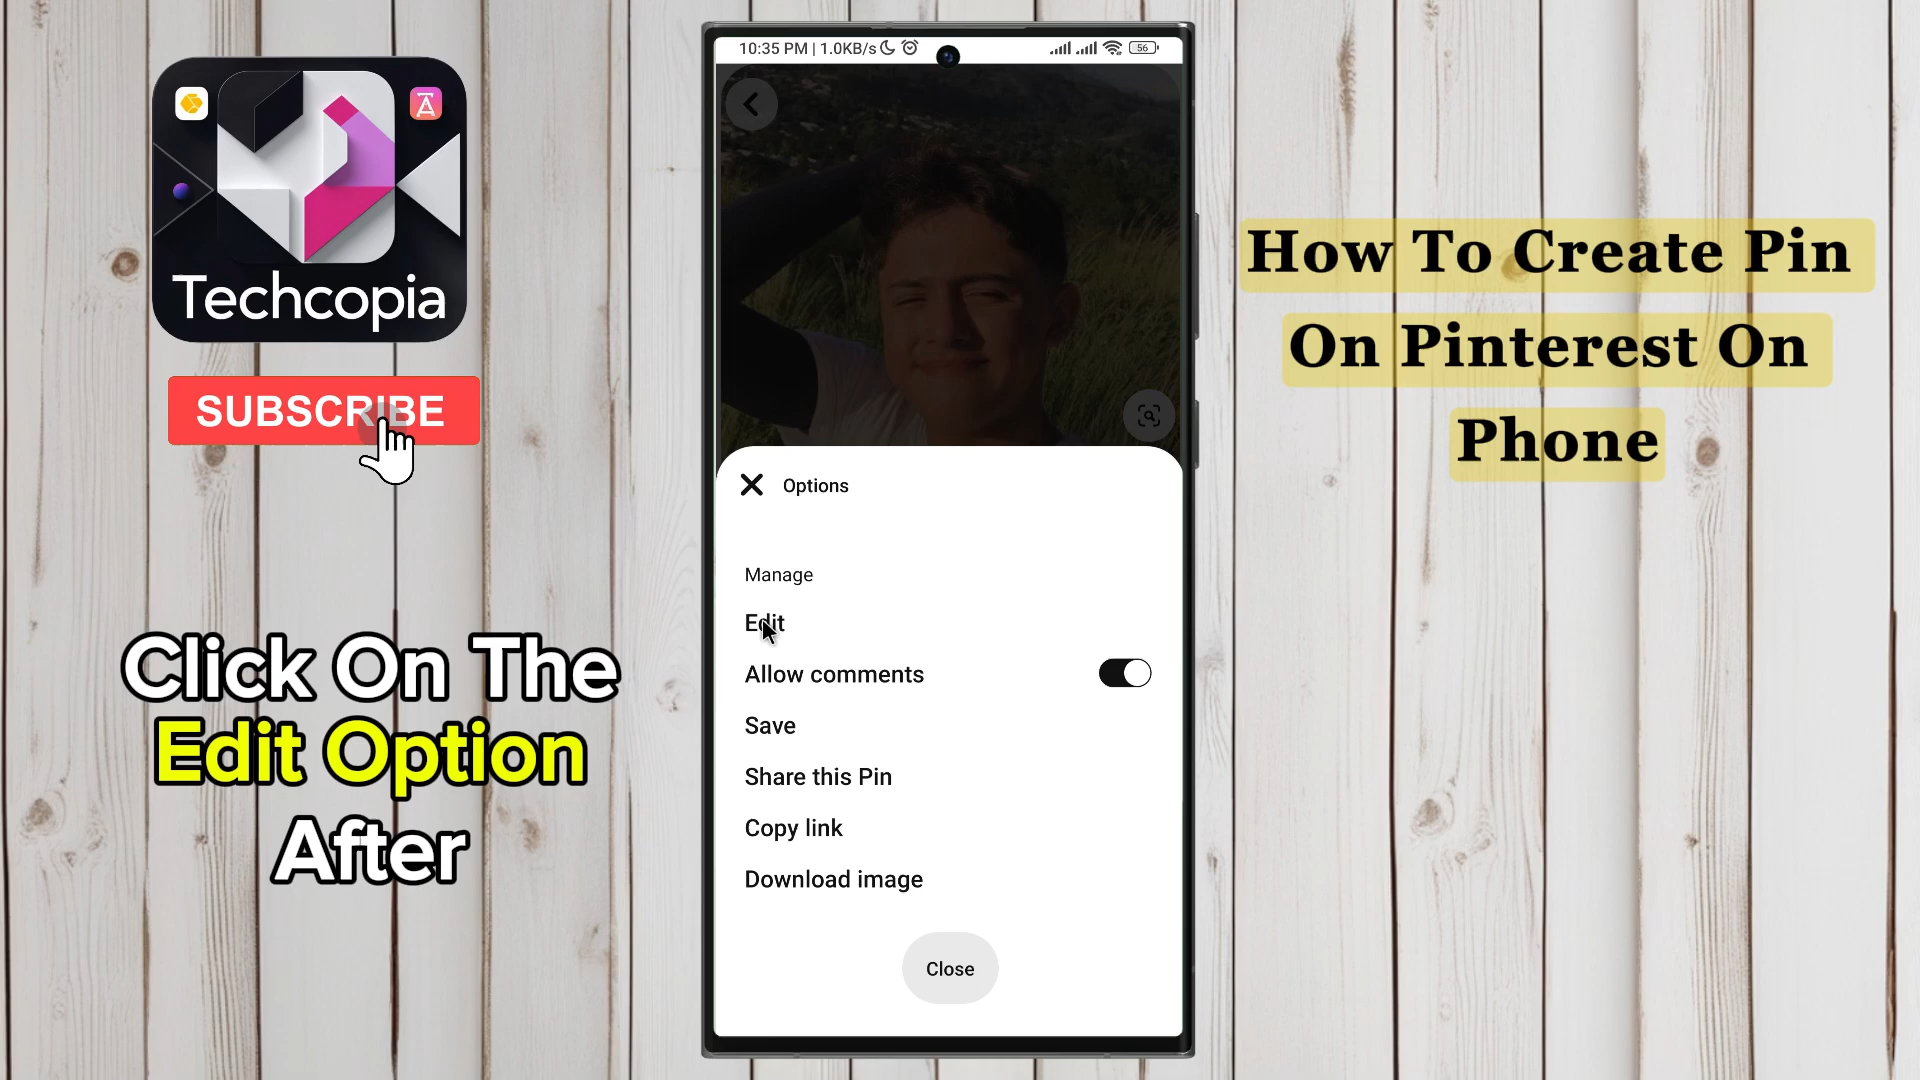 Techcopia
SUBSCRIBE
Click On The
Edit Option
After
10:35 PM | 1.0KB/s
56
Options
Manage
Edit
Allow comments
Save
Share this Pin
Copy link
Download image
Close
How To Create Pin
On Pinterest On
Phone